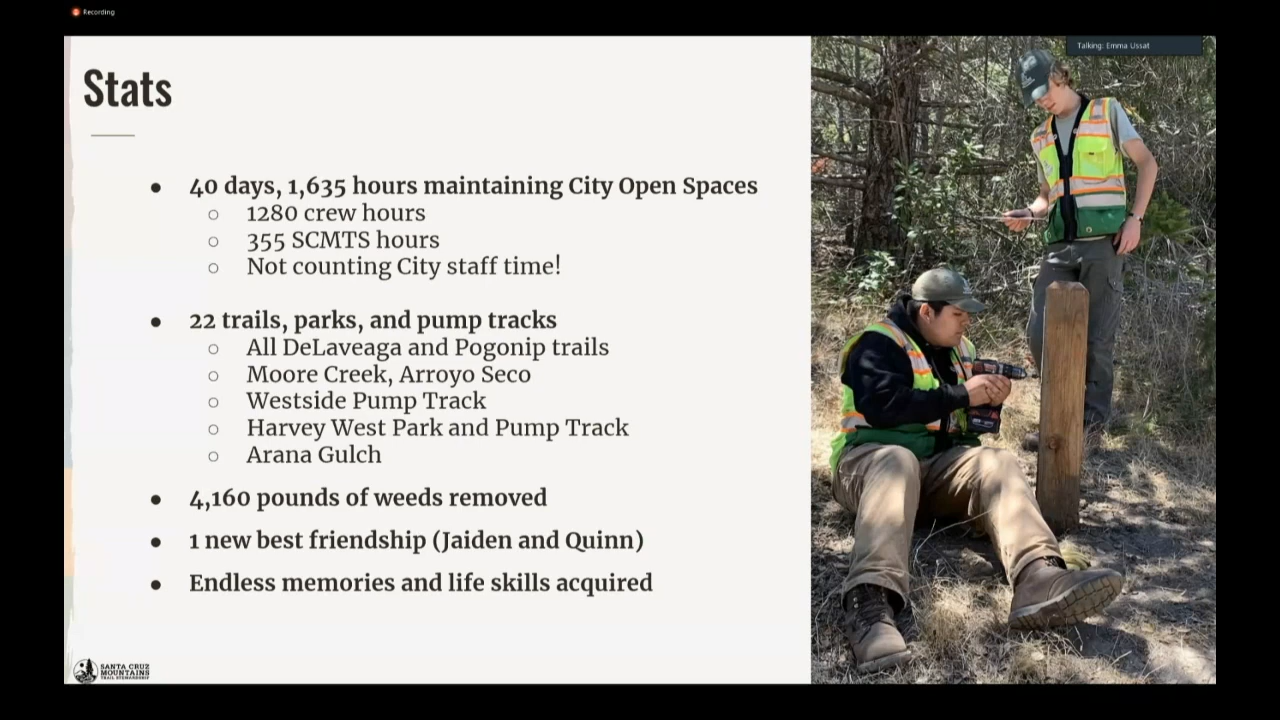 Recording
Talking: Emma Ussat
Stats
● 40 days, 1,635 hours maintaining City Open Spaces
○ 1280 crew hours
○ 355 SCMTS hours
○ Not counting City staff time!
● 22 trails, parks, and pump tracks
○ All DeLaveaga and Pogonip trails
○ Moore Creek, Arroyo Seco
○ Westside Pump Track
○ Harvey West Park and Pump Track
○ Arana Gulch
● 4,160 pounds of weeds removed
● 1 new best friendship (Jaiden and Quinn)
● Endless memories and life skills acquired
SANTA CRUZ
MOUNTAINS
TRAIL STEWARDSHIP